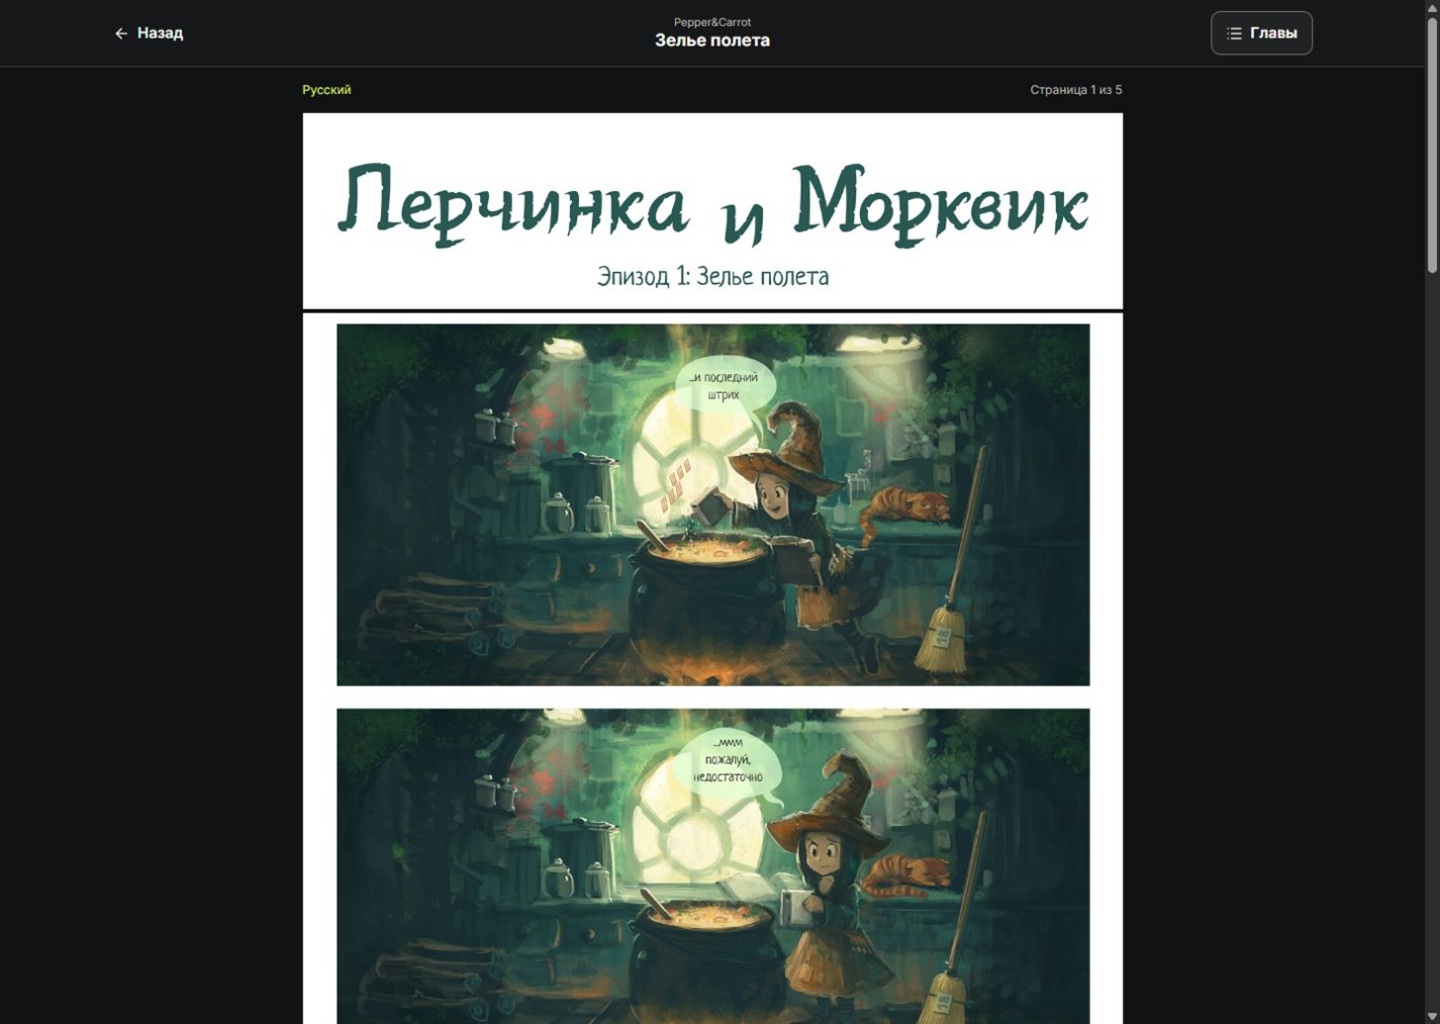 Назад
Pepper&Carrot
Зелье полета
Главы
Русский
Страница 1 из 5
Перчинка и Морквик
Эпизод 1: Зелье полета
...и последний
штрих
...ммм
пожалуй,
недостаточно